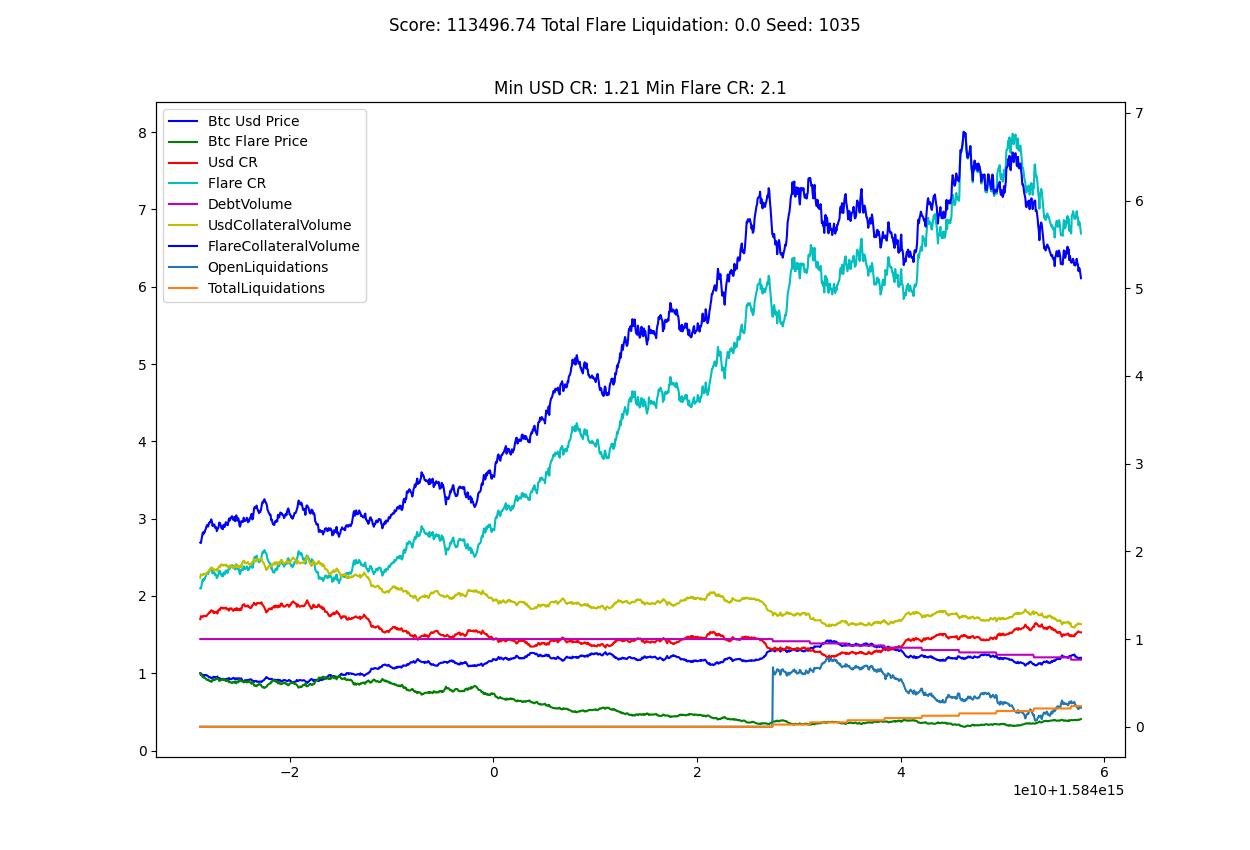 Score: 113496.74 Total Flare Liquidation: 0.0 Seed: 1035
Min USD CR: 1.21 Min Flare CR: 2.1
Btc Usd Price
Btc Flare Price
Usd CR
Flare CR
DebtVolume
UsdCollateralVolume
FlareCollateralVolume
OpenLiquidations
TotalLiquidations
8
7
6
5
4
3
2
1
0
7
6
5
4
3
2
1
0
−2
0
2
4
6
1e10+1.584e15